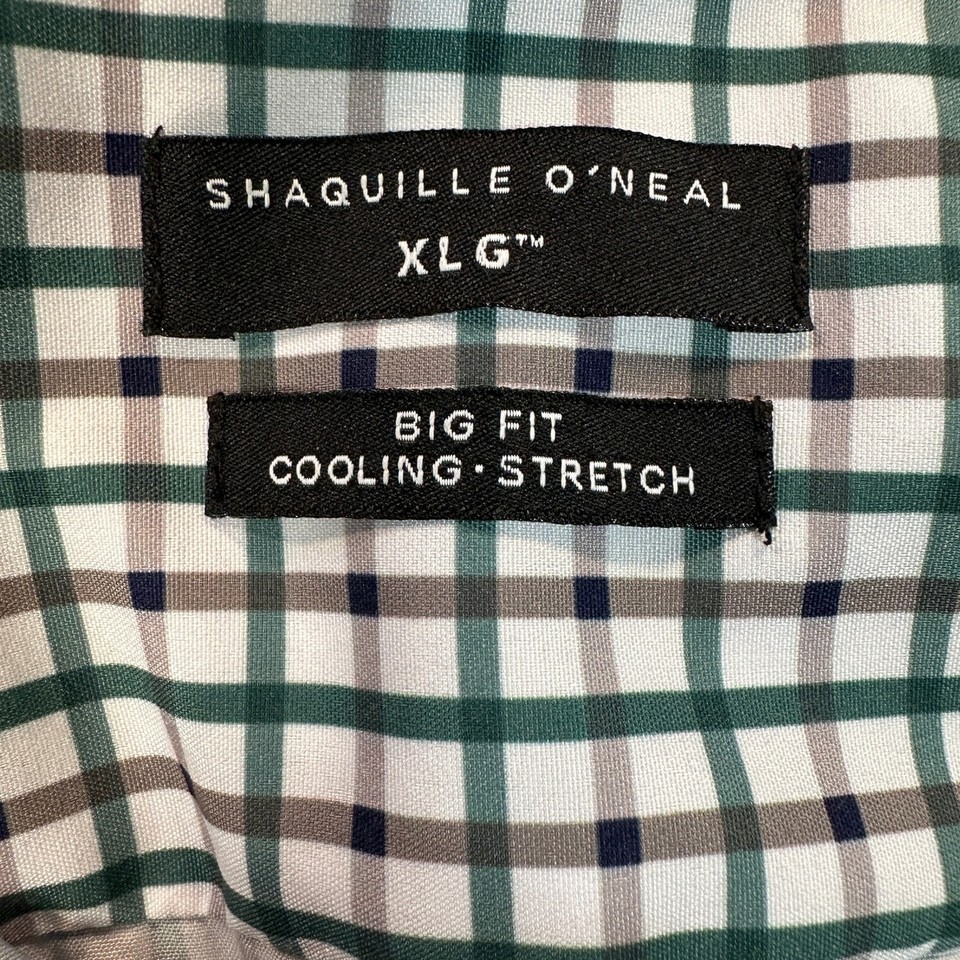 SHAQUILLE O'NEAL
XLG™
BIG FIT
COOLING·STRETCH